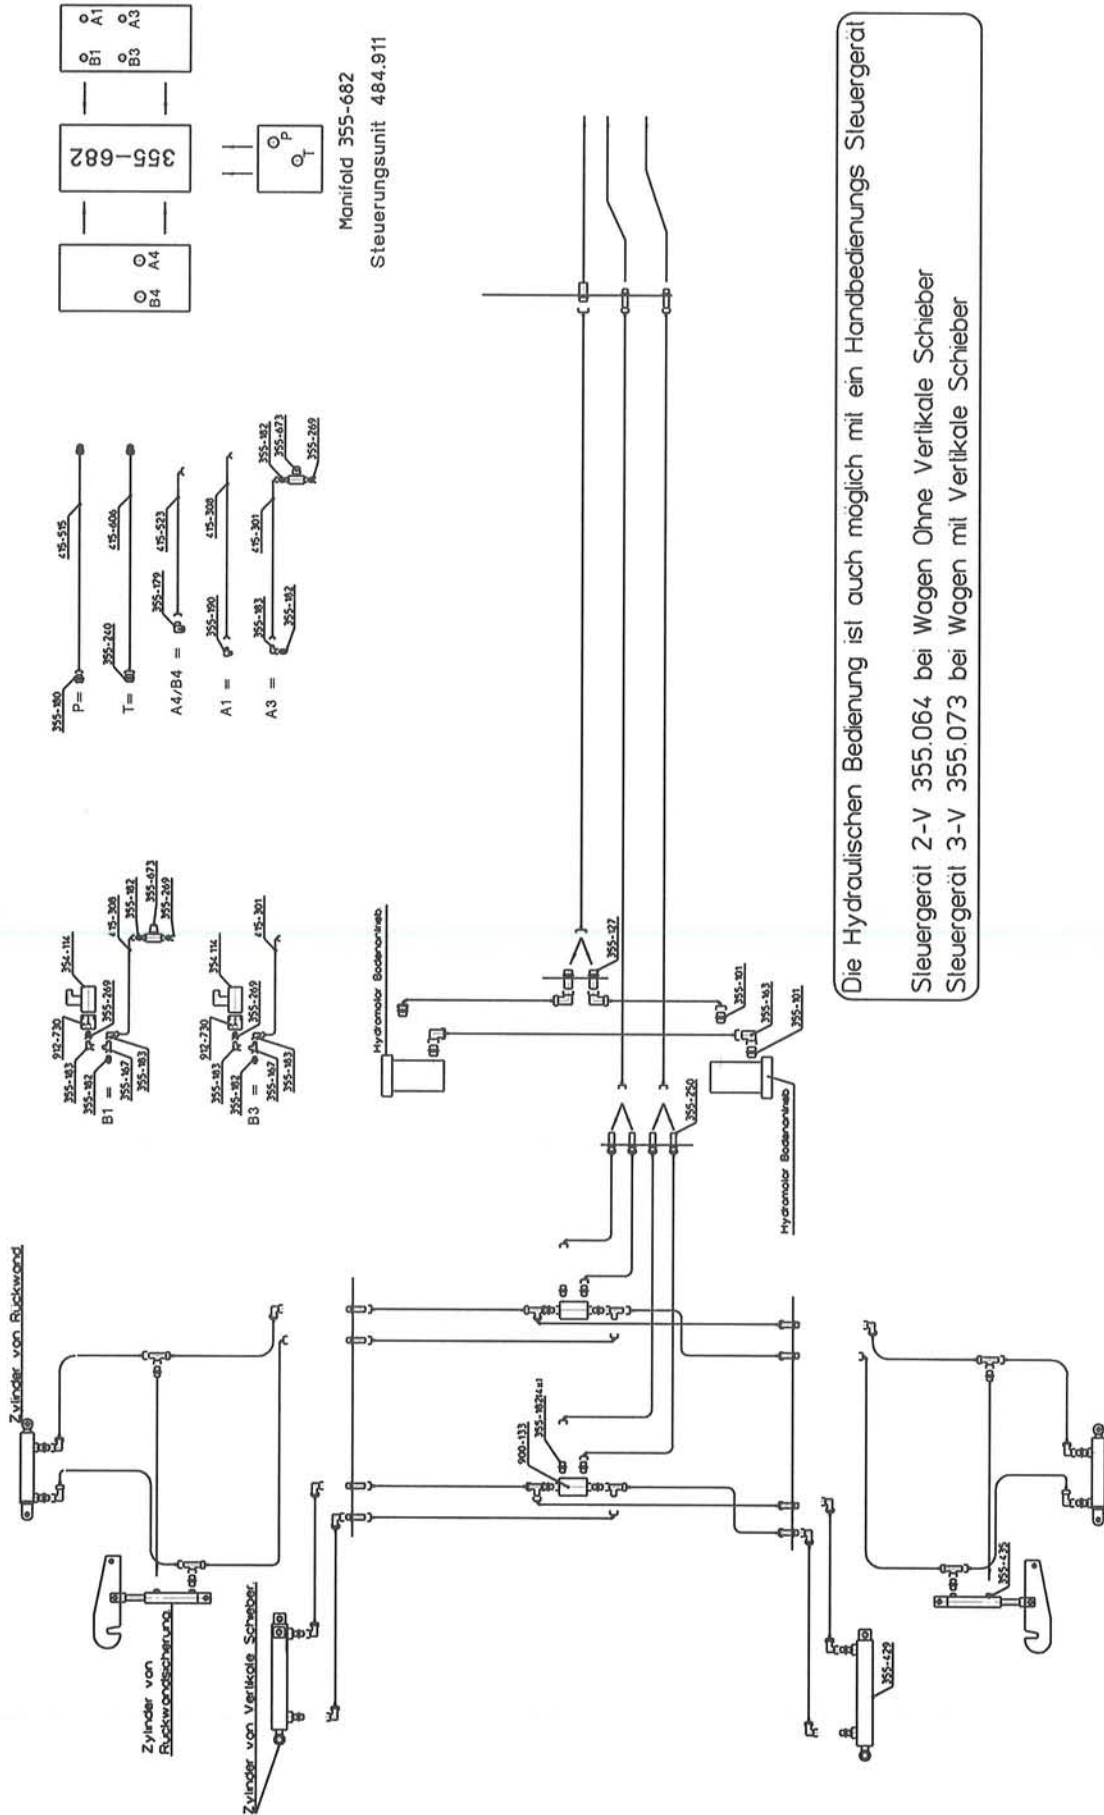 Zylinder von Rückwand
Zylinder von
Rückwandsicherung
Zylinder von Vertikale Schieber
355-183
912-730
354-114
355-182
355-269
415-308
355-182
355-673
355-269
B1 =
355-167
355-183
355-183
912-730
354 114
355-182
355-269
415-301
B3 =
355-167
355-183
355-180
P=
415-515
355-240
T=
415-606
355-179
A4/B4 =
415-523
355-190
A1 =
415-308
355-183
A3 =
415-301
355-182
355-182
355-673
355-269
B4
A4
355-682
B1
A1
B3
A3
T
P
Manifold 355-682
Steuerungsunit 484.911
Hydromotor Bodenantrieb
355-127
355-101
355-163
355-101
Hydromotor Bodenantrieb
355-250
900-133
355-182(4x)
355-429
355-435
Die Hydraulischen Bedienung ist auch möglich mit ein Handbedienungs Steuergerät
Steuergerät 2-V 355.064 bei Wagen Ohne Vertikale Schieber
Steuergerät 3-V 355.073 bei Wagen mit Vertikale Schieber